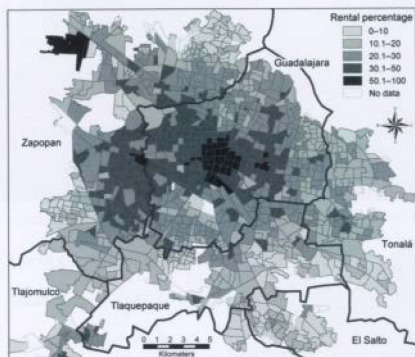 Rental percentage
0–10
10.1–20
20.1–30
30.1–50
50.1–100
No data
Guadalajara
Zapopan
Tonalá
Tlajomulco
Tlaquepaque
El Salto
0 1 2 3 4 5
Kilometers